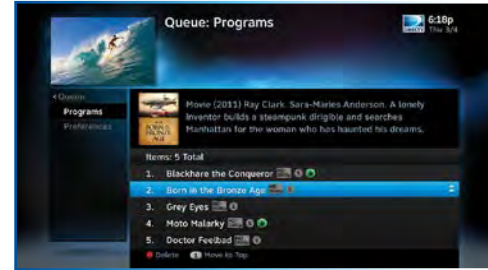 Queue: Programs
6:18p
Thu 3/4
<Queue
Programs
Preferences
Movie (2011) Ray Clark, Sara-Maries Anderson. A lonely
inventor builds a steampunk dirigible and searches
Manhattan for the woman who has haunted his dreams.
BORN &
BRONZE
AGE
Items: 5 Total
1. Blackhare the Conqueror
2. Born in the Bronze Age
3. Grey Eyes
4. Moto Malarky
5. Doctor Feelbad
Delete Move to Top